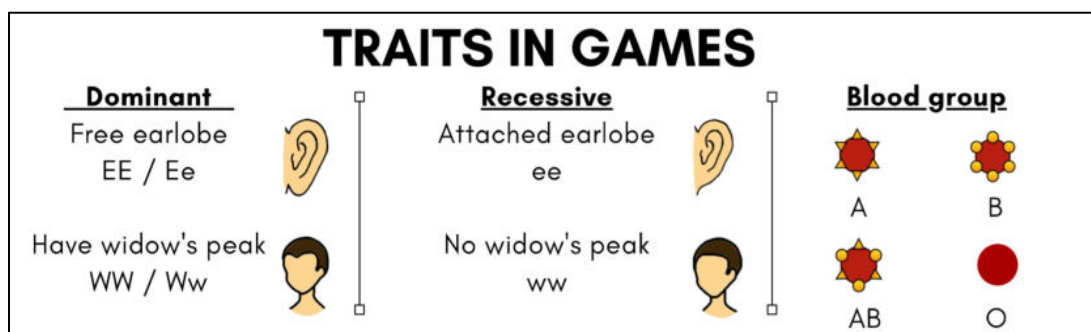 TRAITS IN GAMES
Dominant
Free earlobe
EE / Ee
Have widow's peak
WW / Ww
Recessive
Attached earlobe
ee
No widow's peak
ww
Blood group
A
B
AB
O